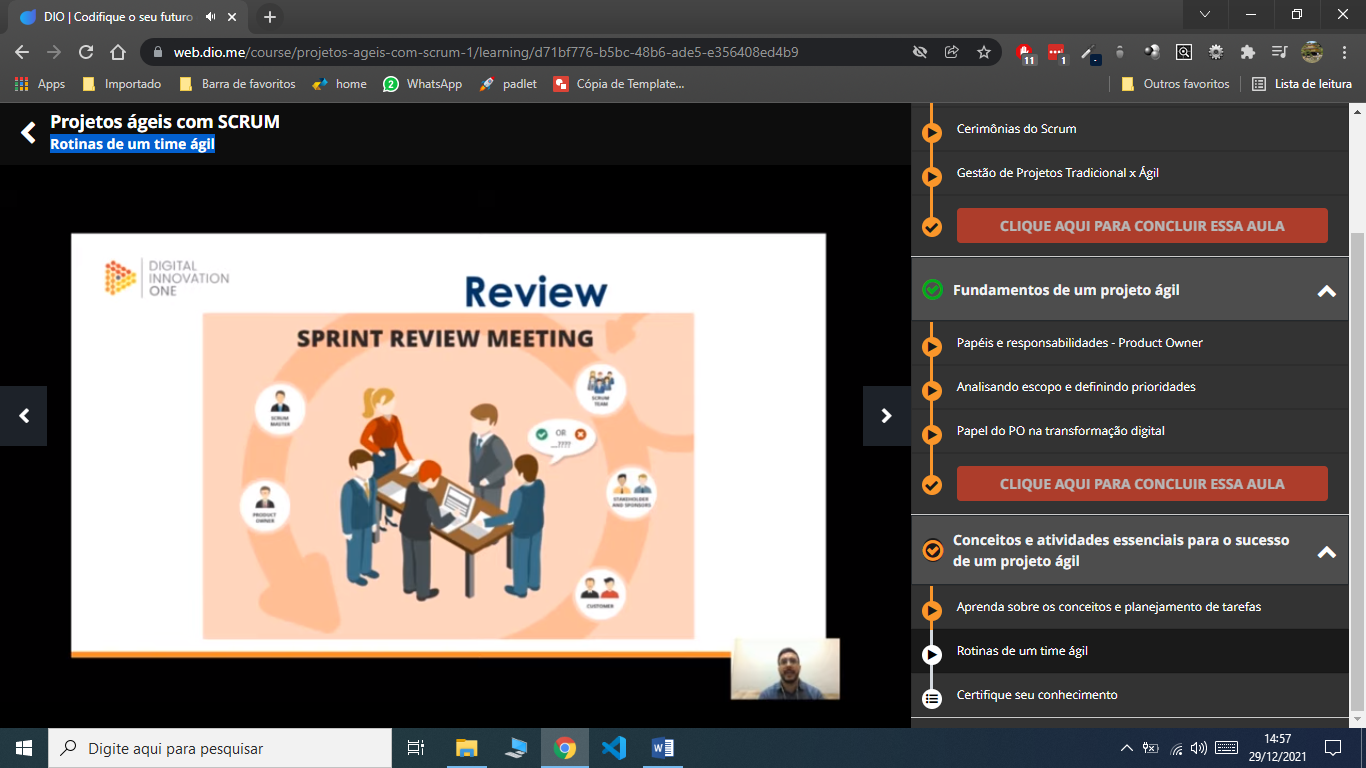 DIO | Codifique o seu futuro
web.dio.me/course/projetos-ageis-com-scrum-1/learning/d71bf776-b5bc-48b6-ade5-e356408ed4b9
11
1
Apps
Importado
Barra de favoritos
home
2
WhatsApp
padlet
Cópia de Template...
Outros favoritos
Lista de leitura
Projetos ágeis com SCRUM
Rotinas de um time ágil
DIGITAL
INNOVATION
ONE
Review
SPRINT REVIEW MEETING
SCRUM
MASTER
SCRUM
TEAM
OR
...????
PRODUCT
OWNER
STAKEHOLDER
AND SPONSORS
CUSTOMER
Cerimônias do Scrum
Gestão de Projetos Tradicional x Ágil
CLIQUE AQUI PARA CONCLUIR ESSA AULA
Fundamentos de um projeto ágil
Papéis e responsabilidades - Product Owner
Analisando escopo e definindo prioridades
Papel do PO na transformação digital
CLIQUE AQUI PARA CONCLUIR ESSA AULA
Conceitos e atividades essenciais para o sucesso
de um projeto ágil
Aprenda sobre os conceitos e planejamento de tarefas
Rotinas de um time ágil
Certifique seu conhecimento
Digite aqui para pesquisar
14:57
29/12/2021